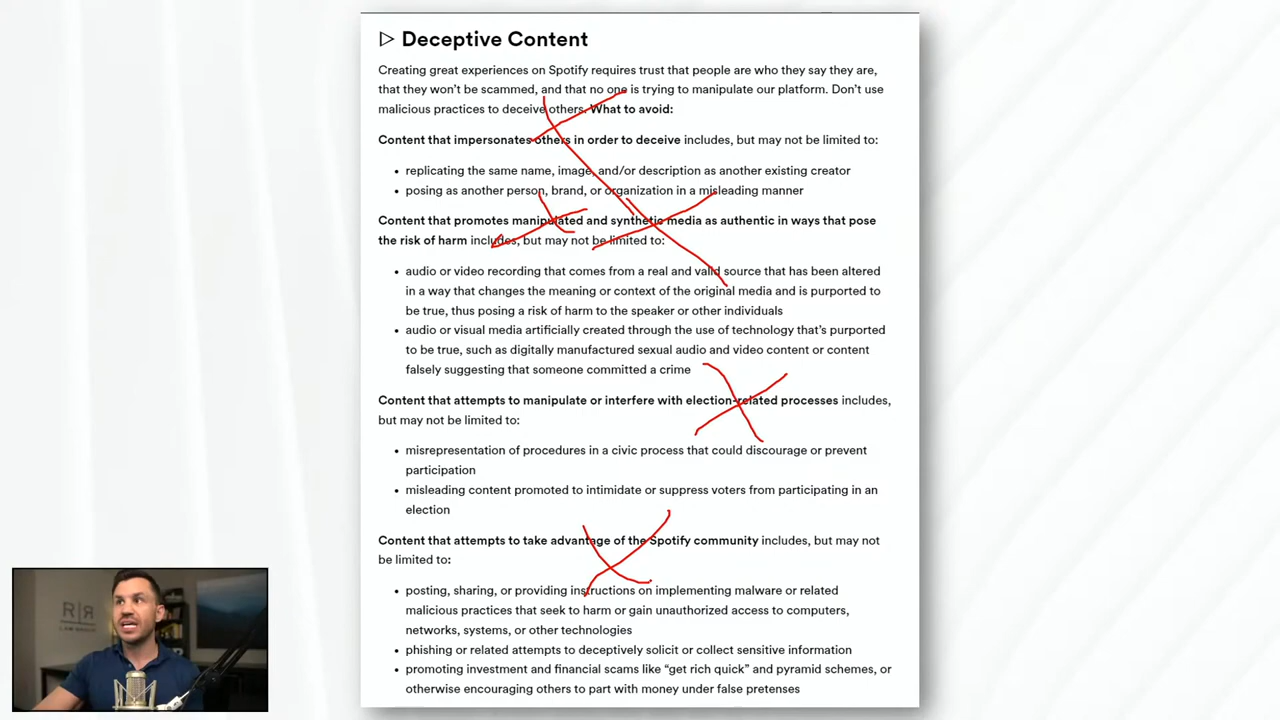 ▷ Deceptive Content
Creating great experiences on Spotify requires trust that people are who they say they are,
that they won't be scammed, and that no one is trying to manipulate our platform. Don't use
malicious practices to deceive others. What to avoid:
Content that impersonates others in order to deceive includes, but may not be limited to:
• replicating the same name, image, and/or description as another existing creator
• posing as another person, brand, or organization in a misleading manner
Content that promotes manipulated and synthetic media as authentic in ways that pose
the risk of harm includes, but may not be limited to:
• audio or video recording that comes from a real and valid source that has been altered
in a way that changes the meaning or context of the original media and is purported to
be true, thus posing a risk of harm to the speaker or other individuals
• audio or visual media artificially created through the use of technology that's purported
to be true, such as digitally manufactured sexual audio and video content or content
falsely suggesting that someone committed a crime
Content that attempts to manipulate or interfere with election-related processes includes,
but may not be limited to:
• misrepresentation of procedures in a civic process that could discourage or prevent
participation
• misleading content promoted to intimidate or suppress voters from participating in an
election
Content that attempts to take advantage of the Spotify community includes, but may not
be limited to:
• posting, sharing, or providing instructions on implementing malware or related
malicious practices that seek to harm or gain unauthorized access to computers,
networks, systems, or other technologies
• phishing or related attempts to deceptively solicit or collect sensitive information
• promoting investment and financial scams like “get rich quick” and pyramid schemes, or
otherwise encouraging others to part with money under false pretenses
R|R
LAW GROUP